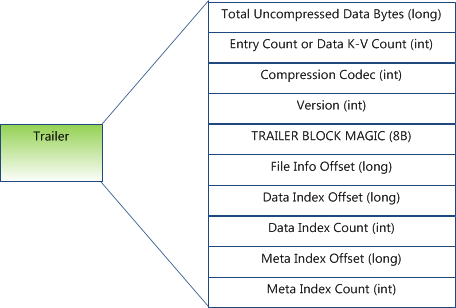 Total Uncompressed Data Bytes (long)
Entry Count or Data K-V Count (int)
Compression Codec (int)
Version (int)
Trailer
TRAILER BLOCK MAGIC (8B)
File Info Offset (long)
Data Index Offset (long)
Data Index Count (int)
Meta Index Offset (long)
Meta Index Count (int)